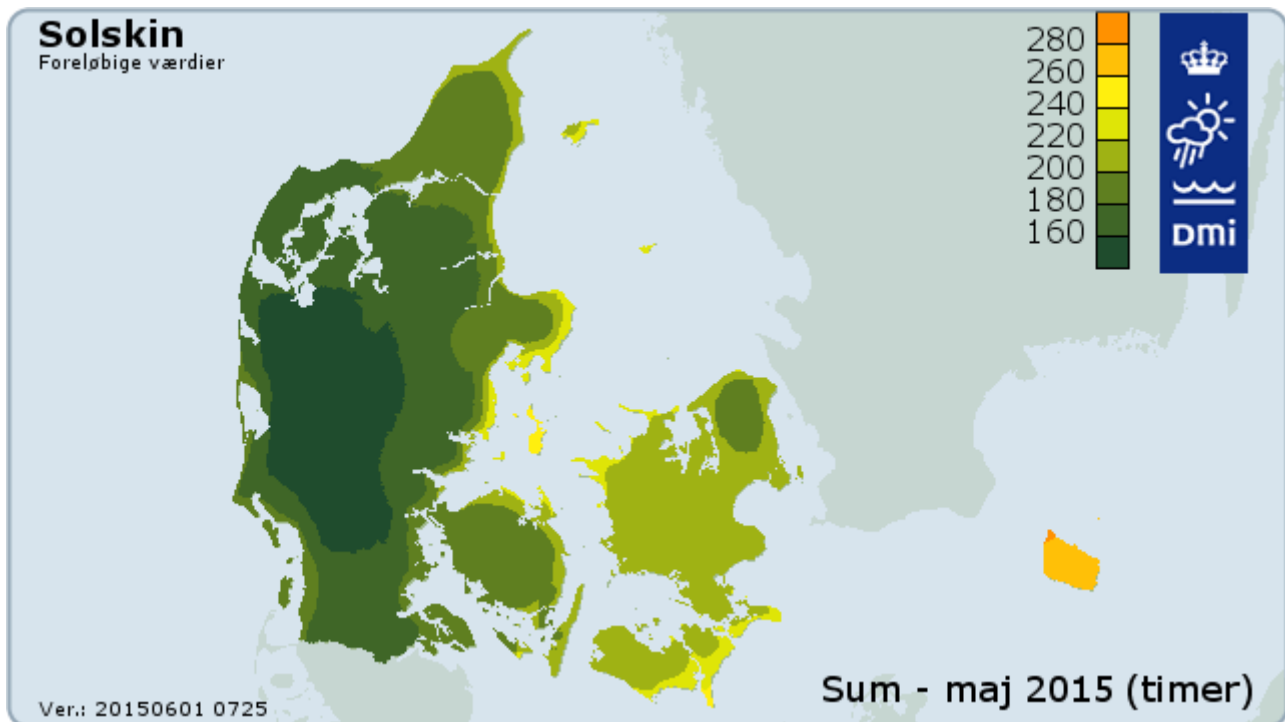 Solskin
Foreløbige værdier
280
260
240
220
200
180
160
DMi
Sum - maj 2015 (timer)
Ver.: 20150601 0725